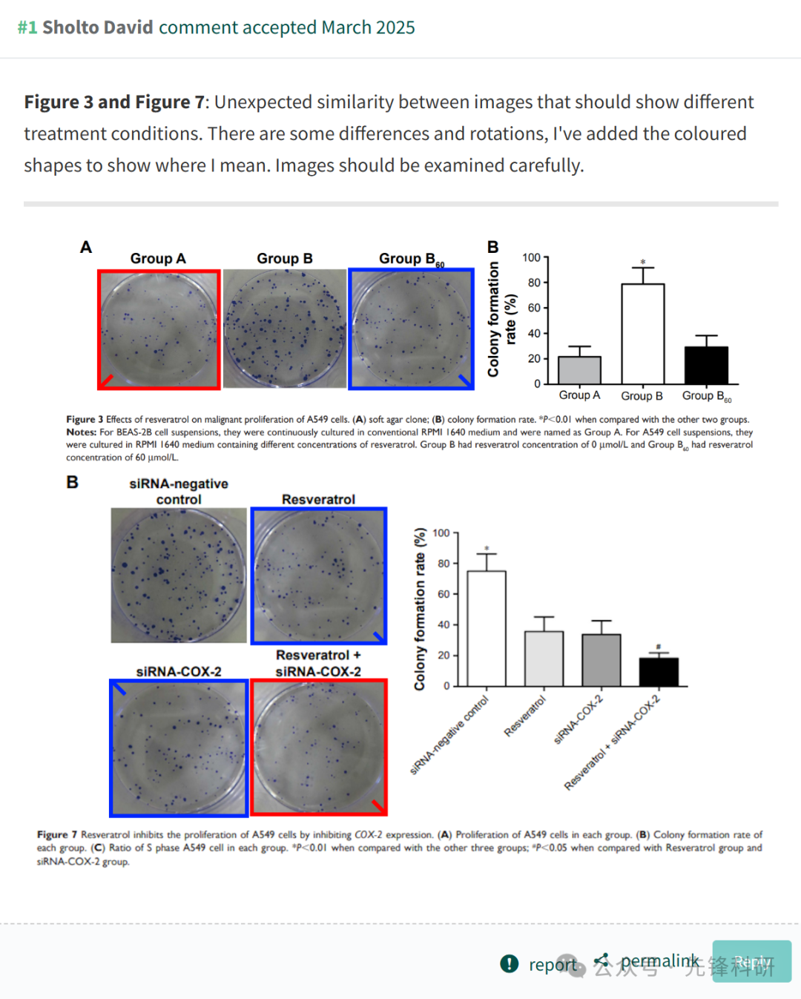 #1 Sholto David comment accepted March 2025
Figure 3 and Figure 7: Unexpected similarity between images that should show different
treatment conditions. There are some differences and rotations, I've added the coloured
shapes to show where I mean. Images should be examined carefully.
A
Group A
Group B
Group B60
B
Colony formation
rate (%)
100
80
60
40
20
0
*
Group A
Group B
Group B60
Figure 3 Effects of resveratrol on malignant proliferation of A549 cells. (A) soft agar clone; (B) colony formation rate. *P<0.01 when compared with the other two groups.
Notes: For BEAS-2B cell suspensions, they were continuously cultured in conventional RPMI 1640 medium and were named as Group A. For A549 cell suspensions, they
were cultured in RPMI 1640 medium containing different concentrations of resveratrol. Group B had resveratrol concentration of 0 μmol/L and Group B60 had resveratrol
concentration of 60 μmol/L.
B
siRNA-negative
control
Resveratrol
siRNA-COX-2
Resveratrol +
siRNA-COX-2
Colony formation rate (%)
100
80
60
40
20
0
*
#
siRNA-negative control
Resveratrol
siRNA-COX-2
Resveratrol + siRNA-COX-2
Figure 7 Resveratrol inhibits the proliferation of A549 cells by inhibiting COX-2 expression. (A) Proliferation of A549 cells in each group. (B) Colony formation rate of
each group. (C) Ratio of S phase A549 cell in each group. *P<0.01 when compared with the other three groups; #P<0.05 when compared with Resveratrol group and
siRNA-COX-2 group.
report
permalink
Reply
公众号 · 先锋科研